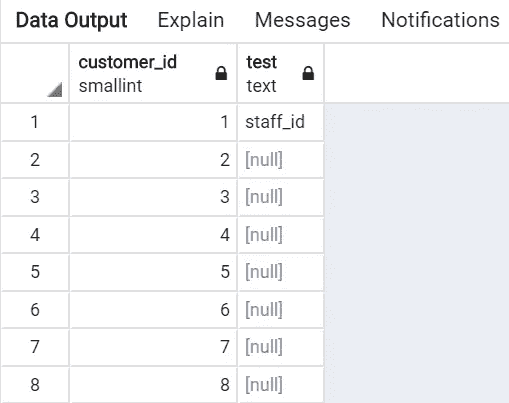 Data Output Explain Messages Notifications
customer_id test
smallint text
1 1 staff_id
2 2 [null]
3 3 [null]
4 4 [null]
5 5 [null]
6 6 [null]
7 7 [null]
8 8 [null]